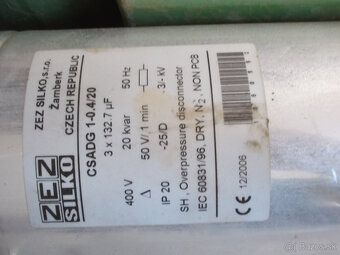 ZEZ SILKO, s.r.o.
Žamberk
CZECH REPUBLIC
ZEZ
SILKO
CSADG 1-0.4/20
3 x 132.7 µF
20 kvar
50 Hz
400 V
Δ
50 V/1 min
3/- kV
IP 20
-25/D
SH, Overpressure disconnector
IEC 60831/96, DRY, N2, NON PCB
CE 12/2006
bazar.sk